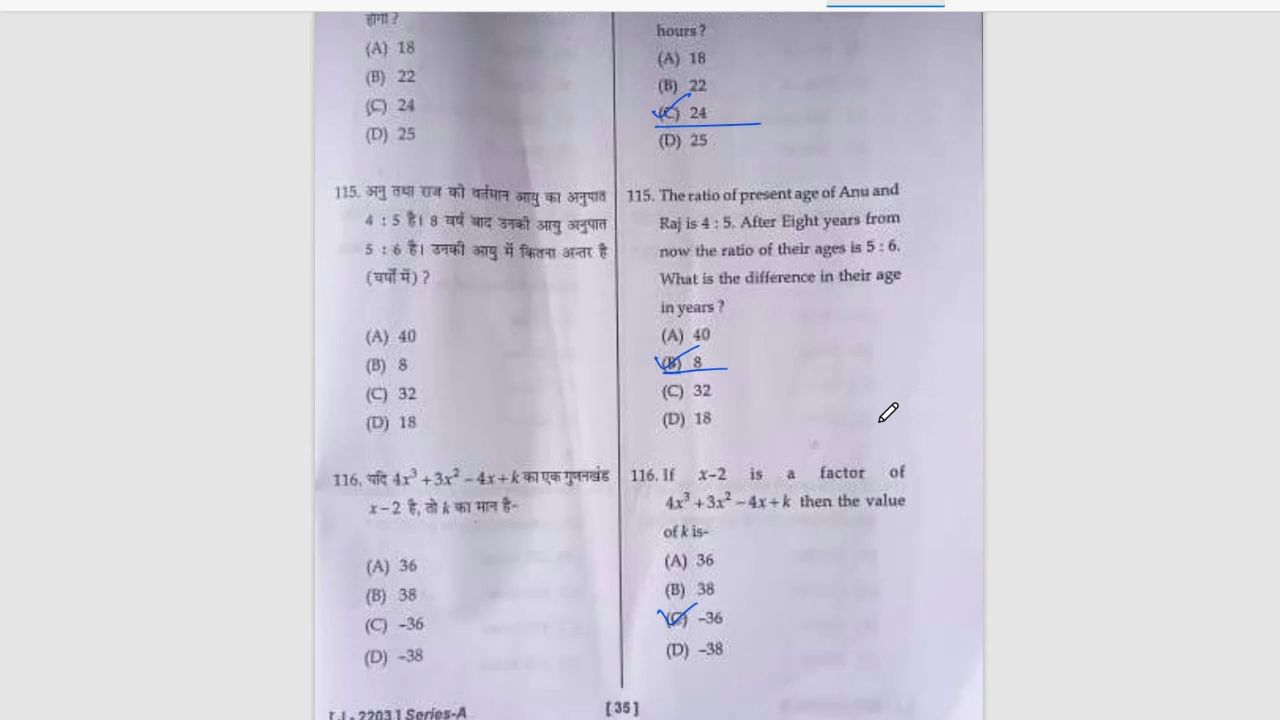 होगी ?
(A) 18
(B) 22
(C) 24
(D) 25
115. अनु तथा राज की वर्तमान आयु का अनुपात
4 : 5 है। 8 वर्ष बाद उनकी आयु अनुपात
5 : 6 है। उनकी आयु में कितना अन्तर है
(वर्षों में) ?
(A) 40
(B) 8
(C) 32
(D) 18
116. यदि 4x³ + 3x² – 4x + k का एक गुणनखंड
x – 2 है, तो k का मान है-
(A) 36
(B) 38
(C) –36
(D) –38
hours ?
(A) 18
(B) 22
(C) 24
(D) 25
115. The ratio of present age of Anu and
Raj is 4 : 5. After Eight years from
now the ratio of their ages is 5 : 6.
What is the difference in their age
in years ?
(A) 40
(B) 8
(C) 32
(D) 18
116. If x–2 is a factor of
4x³ + 3x² – 4x + k then the value
of k is-
(A) 36
(B) 38
(C) –36
(D) –38
[ J - 2203 ] Series-A
[ 35 ]